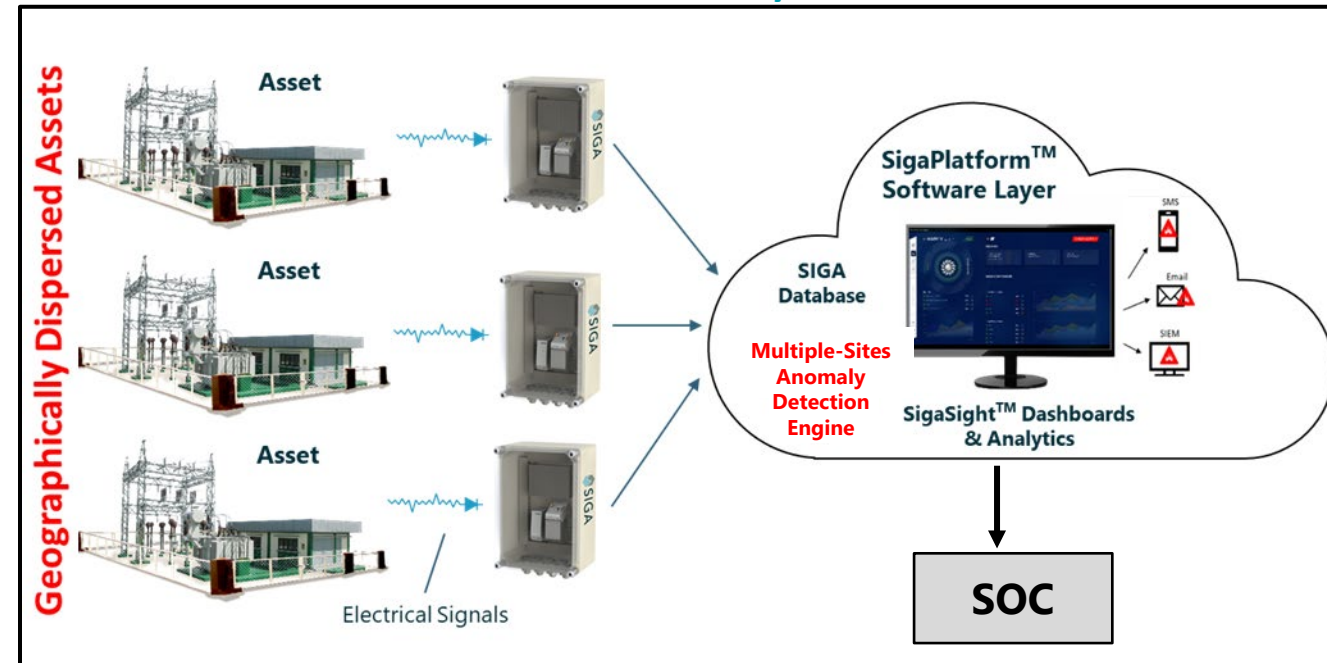 Geographically Dispersed Assets
Asset
SIGA
Asset
SIGA
Asset
SIGA
Electrical Signals
SigaPlatform™
Software Layer
SIGA
Database
Multiple-Sites
Anomaly
Detection
Engine
SMS
Email
SIEM
SigaSight™ Dashboards
& Analytics
SOC